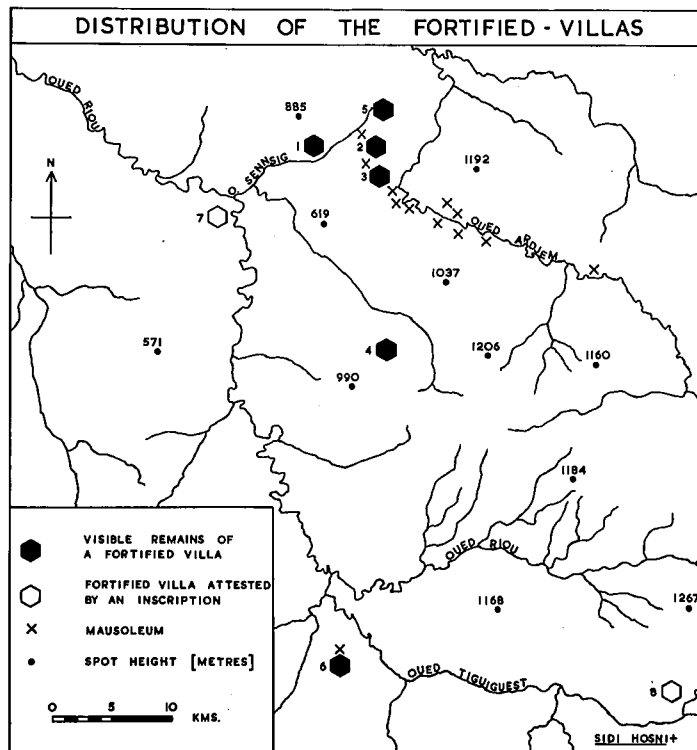 DISTRIBUTION OF THE FORTIFIED - VILLAS
OUED RIOU
885
5
1
2
1192
N
O. SENNSIG
3
7
619
OUED ARDJEM
1037
571
4
1206
1160
990
1184
VISIBLE REMAINS OF
A FORTIFIED VILLA
OUED RIOU
FORTIFIED VILLA ATTESTED
BY AN INSCRIPTION
1168
1267
MAUSOLEUM
SPOT HEIGHT [METRES]
6
OUED TIGUIGUEST
8
0 5 10
KMS.
SIDI HOSNI+